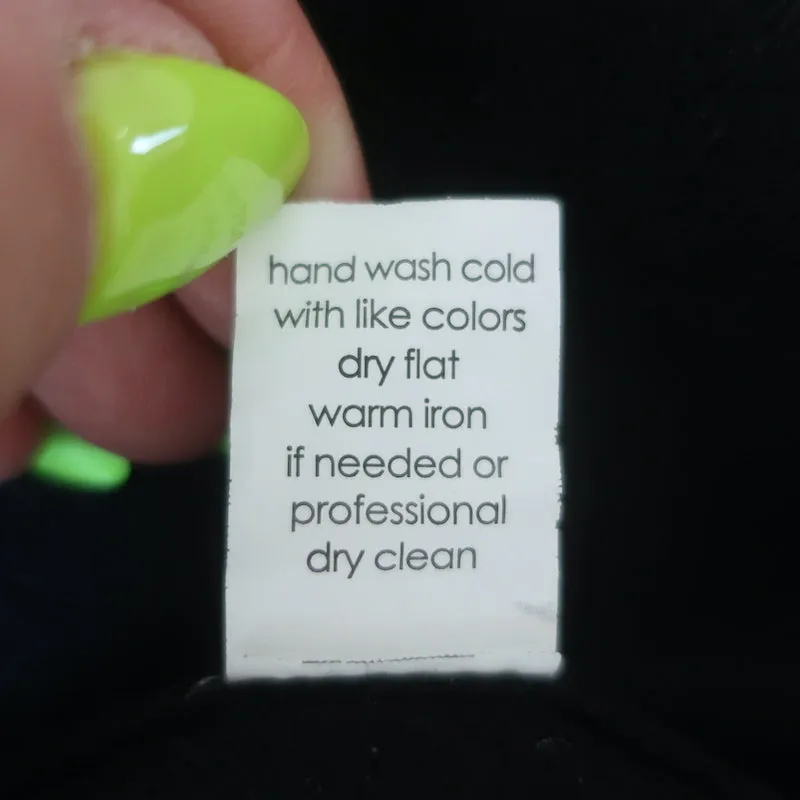 hand wash cold
with like colors
dry flat
warm iron
if needed or
professional
dry clean